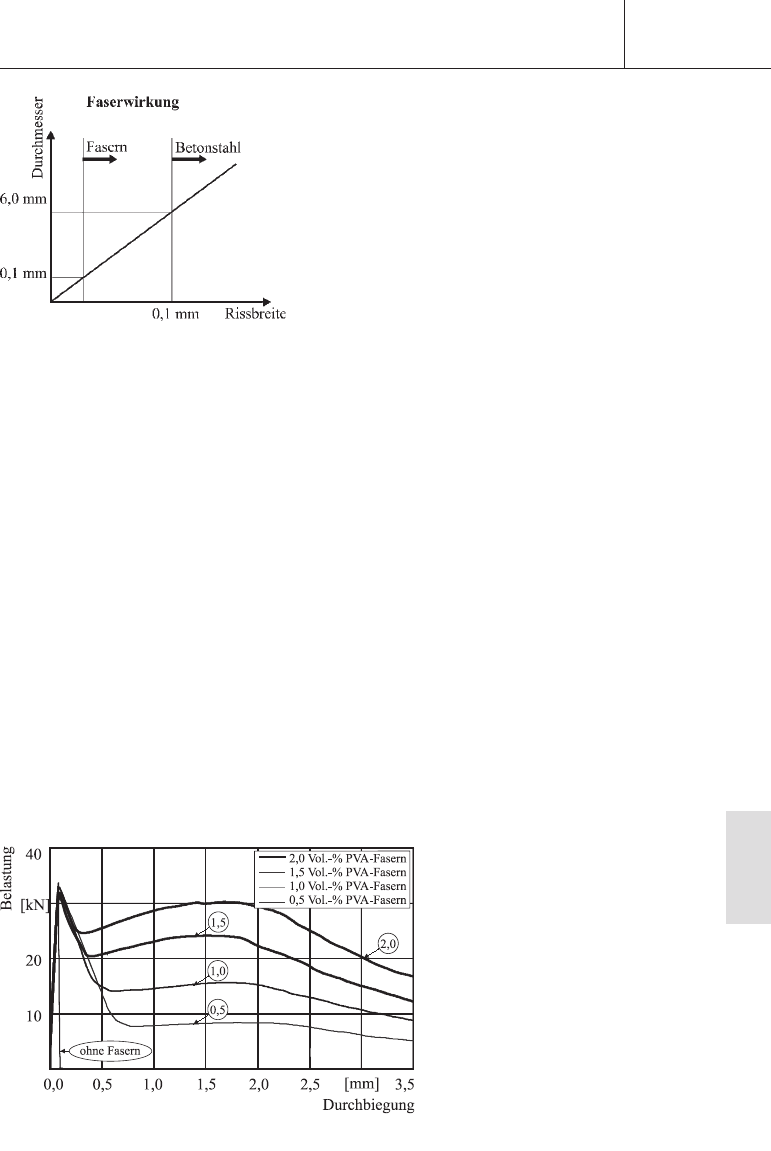 Faserwirkung
Durchmesser
Fasern
Betonstahl
6,0 mm
0,1 mm
0,1 mm
Rissbreite
Belastung
40
[kN]
20
10
2,0 Vol.-% PVA-Fasern
1,5 Vol.-% PVA-Fasern
1,0 Vol.-% PVA-Fasern
0,5 Vol.-% PVA-Fasern
1,5
2,0
1,0
0,5
ohne Fasern
0,0 0,5 1,0 1,5 2,0 2,5 [mm] 3,5
Durchbiegung